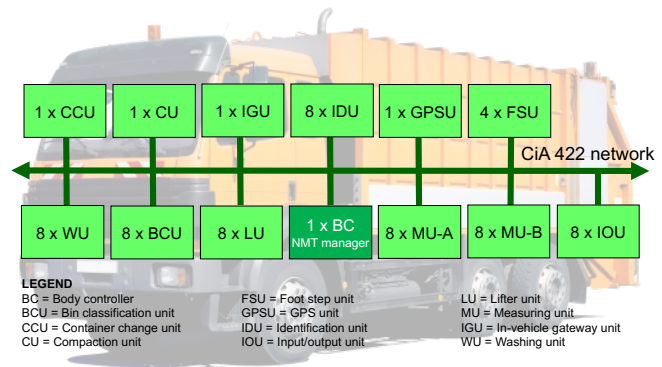 1 x CCU
1 x CU
1 x IGU
8 x IDU
1 x GPSU
4 x FSU
CiA 422 network
8 x WU
8 x BCU
8 x LU
1 x BC
NMT manager
8 x MU-A
8 x MU-B
8 x IOU
LEGEND
BC = Body controller
BCU = Bin classification unit
CCU = Container change unit
CU = Compaction unit
FSU = Foot step unit
GPSU = GPS unit
IDU = Identification unit
IOU = Input/output unit
LU = Lifter unit
MU = Measuring unit
IGU = In-vehicle gateway unit
WU = Washing unit